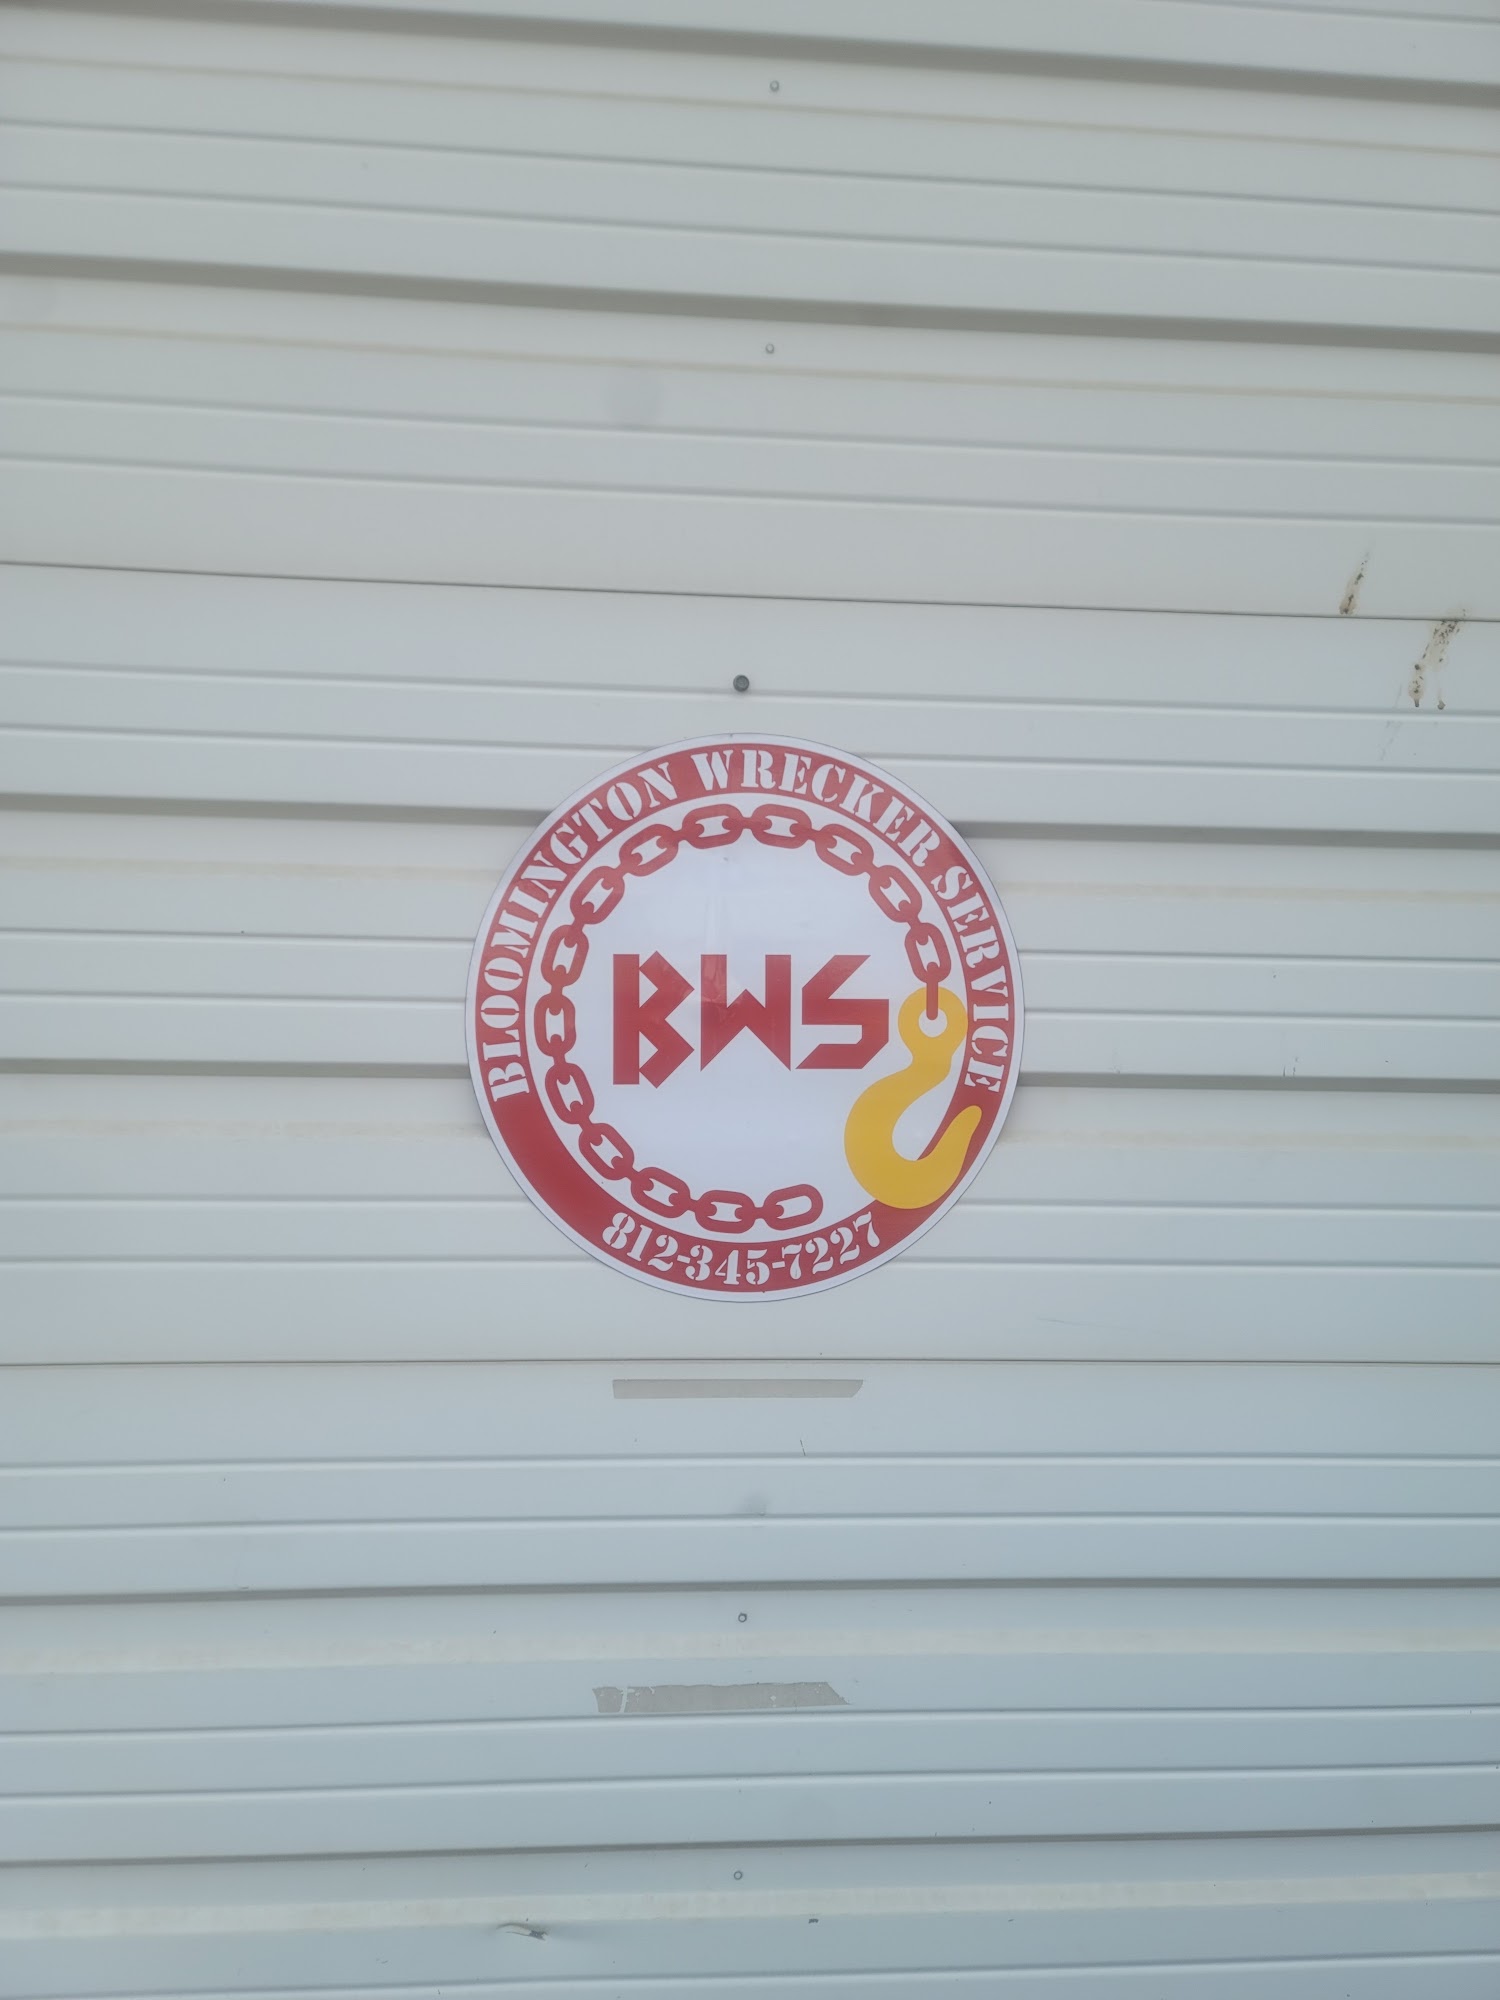 BLOOMINGTON WRECKER SERVICE
BWS
812-345-7227